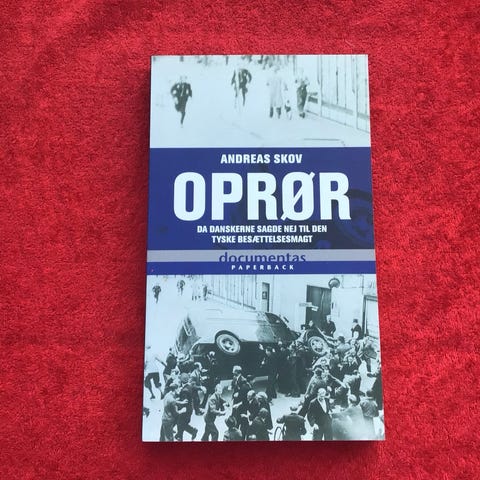 ANDREAS SKOV
OPRØR
DA DANSKERNE SAGDE NEJ TIL DEN
TYSKE BESÆTTELSESMAGT
documentas
PAPERBACK